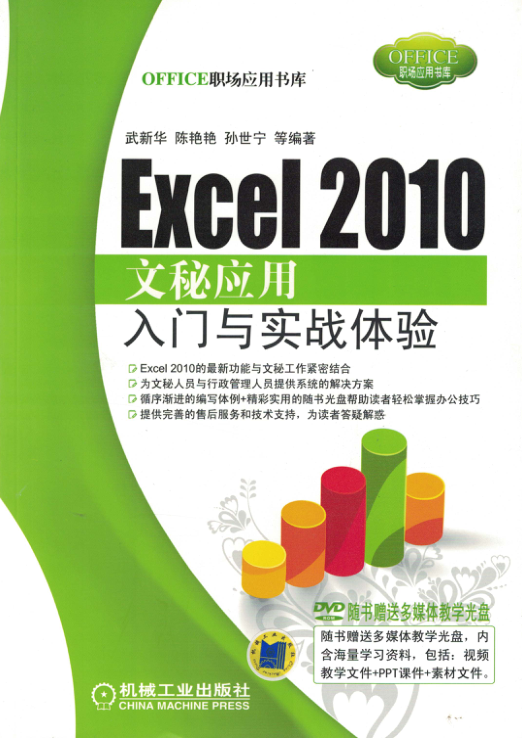 OFFICE
职场应用书库
OFFICE职场应用书库
武新华 陈艳艳 孙世宁 等编著
Excel 2010
文秘应用
入门与实战体验
Excel 2010的最新功能与文秘工作紧密结合
为文秘人员与行政管理人员提供系统的解决方案
循序渐进的编写体例+精彩实用的随书光盘帮助读者轻松掌握办公技巧
提供完善的售后服务和技术支持，为读者答疑解惑
DVD 随书赠送多媒体教学光盘
随书赠送多媒体教学光盘，内
含海量学习资料，包括：视频
教学文件+PPT课件+素材文件。
机械工业出版社
CHINA MACHINE PRESS